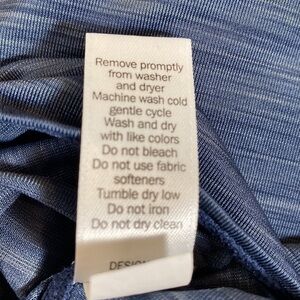 Remove promptly
from washer
and dryer
Machine wash cold
gentle cycle
Wash and dry
with like colors
Do not bleach
Do not use fabric
softeners
Tumble dry low
Do not iron
Do not dry clean